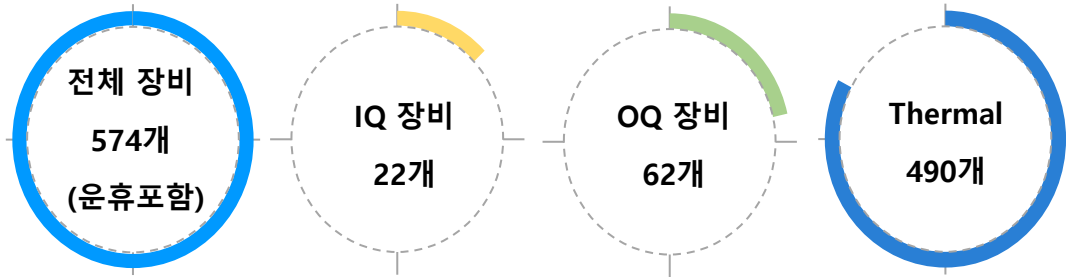 전체 장비
574개
(운휴포함)
IQ 장비
22개
OQ 장비
62개
Thermal
490개